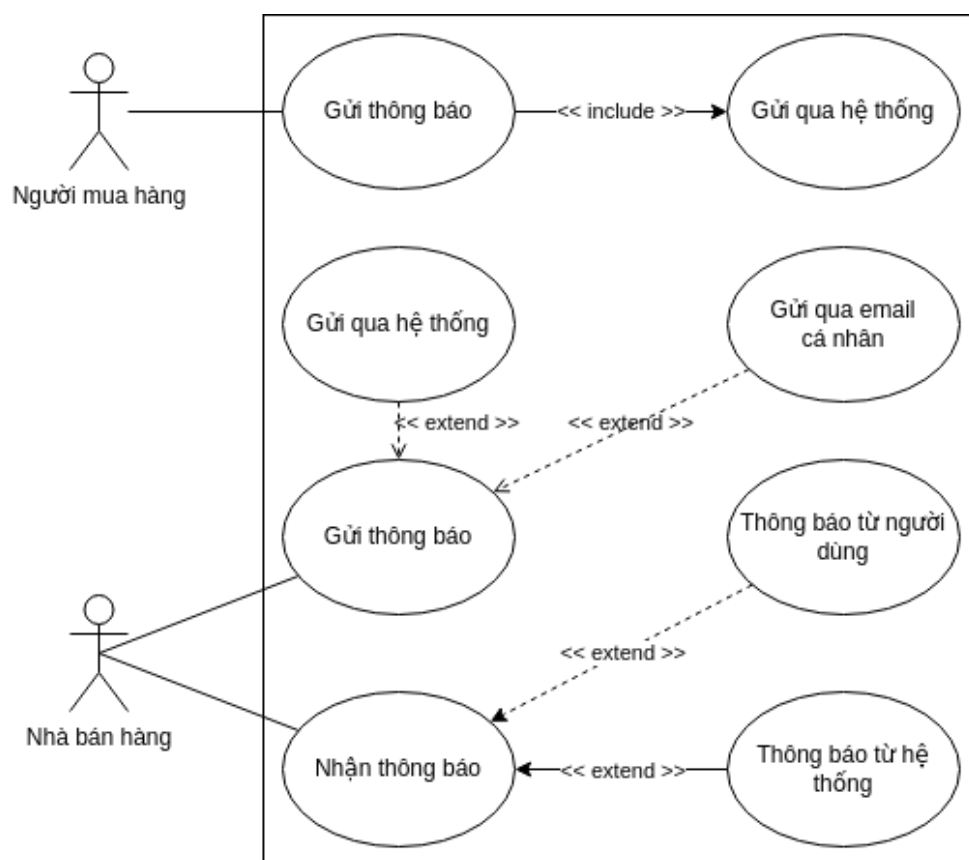 Gửi thông báo
<< include >>
Gửi qua hệ thống
Người mua hàng
Gửi qua hệ thống
Gửi qua email
cá nhân
<< extend >>
<< extend >>
Gửi thông báo
Thông báo từ người
dùng
<< extend >>
Nhà bán hàng
Nhận thông báo
<< extend >>
Thông báo từ hệ
thống